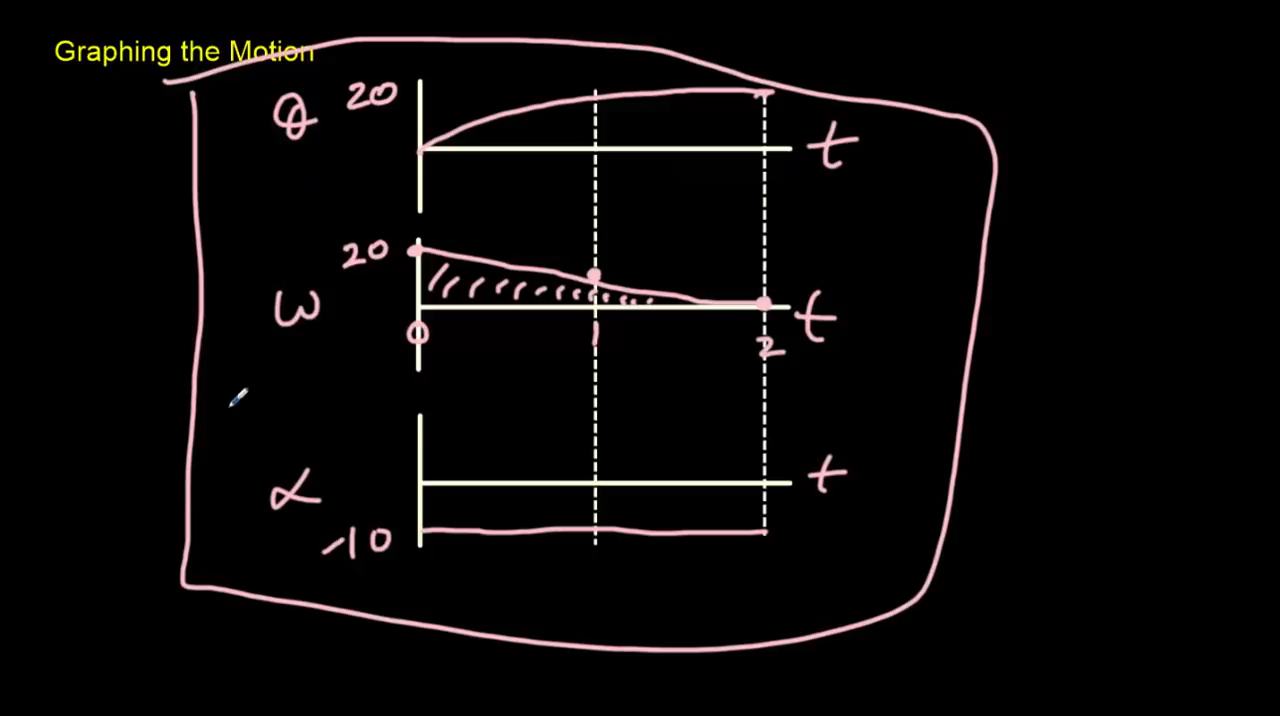 Graphing the Motion
θ 20 t
20
ω t
0 1 2
α t
-10